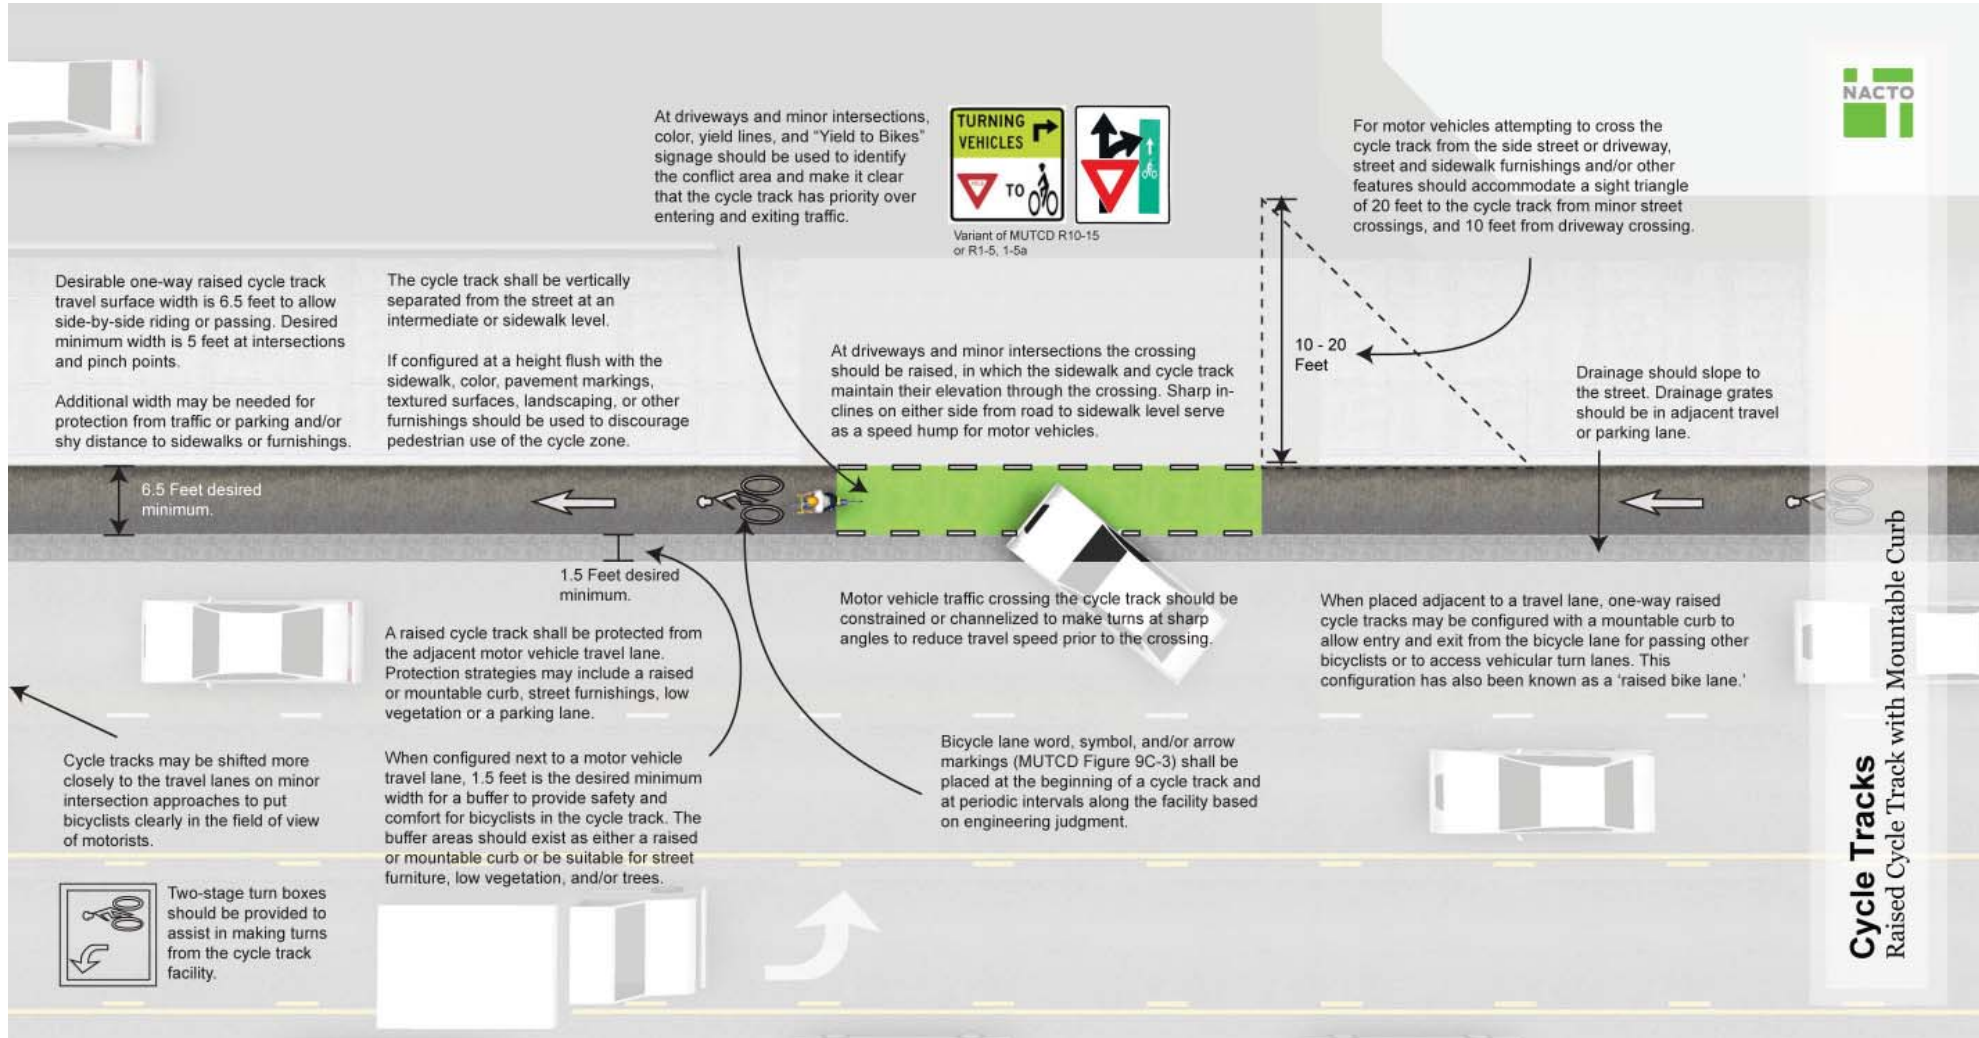 NACTO
At driveways and minor intersections,
color, yield lines, and “Yield to Bikes”
signage should be used to identify
the conflict area and make it clear
that the cycle track has priority over
entering and exiting traffic.
TURNING
VEHICLES
TO
Variant of MUTCD R10-15
or R1-5, 1-5a
For motor vehicles attempting to cross the
cycle track from the side street or driveway,
street and sidewalk furnishings and/or other
features should accommodate a sight triangle
of 20 feet to the cycle track from minor street
crossings, and 10 feet from driveway crossing.
Desirable one-way raised cycle track
travel surface width is 6.5 feet to allow
side-by-side riding or passing. Desired
minimum width is 5 feet at intersections
and pinch points.
Additional width may be needed for
protection from traffic or parking and/or
shy distance to sidewalks or furnishings.
The cycle track shall be vertically
separated from the street at an
intermediate or sidewalk level.
If configured at a height flush with the
sidewalk, color, pavement markings,
textured surfaces, landscaping, or other
furnishings should be used to discourage
pedestrian use of the cycle zone.
At driveways and minor intersections the crossing
should be raised, in which the sidewalk and cycle track
maintain their elevation through the crossing. Sharp in-
clines on either side from road to sidewalk level serve
as a speed hump for motor vehicles.
10 - 20
Feet
Drainage should slope to
the street. Drainage grates
should be in adjacent travel
or parking lane.
6.5 Feet desired
minimum.
1.5 Feet desired
minimum.
A raised cycle track shall be protected from
the adjacent motor vehicle travel lane.
Protection strategies may include a raised
or mountable curb, street furnishings, low
vegetation or a parking lane.
Motor vehicle traffic crossing the cycle track should be
constrained or channelized to make turns at sharp
angles to reduce travel speed prior to the crossing.
When placed adjacent to a travel lane, one-way raised
cycle tracks may be configured with a mountable curb to
allow entry and exit from the bicycle lane for passing other
bicyclists or to access vehicular turn lanes. This
configuration has also been known as a ‘raised bike lane.’
Cycle tracks may be shifted more
closely to the travel lanes on minor
intersection approaches to put
bicyclists clearly in the field of view
of motorists.
When configured next to a motor vehicle
travel lane, 1.5 feet is the desired minimum
width for a buffer to provide safety and
comfort for bicyclists in the cycle track. The
buffer areas should exist as either a raised
or mountable curb or be suitable for street
furniture, low vegetation, and/or trees.
Bicycle lane word, symbol, and/or arrow
markings (MUTCD Figure 9C-3) shall be
placed at the beginning of a cycle track and
at periodic intervals along the facility based
on engineering judgment.
Two-stage turn boxes
should be provided to
assist in making turns
from the cycle track
facility.
Cycle Tracks
Raised Cycle Track with Mountable Curb